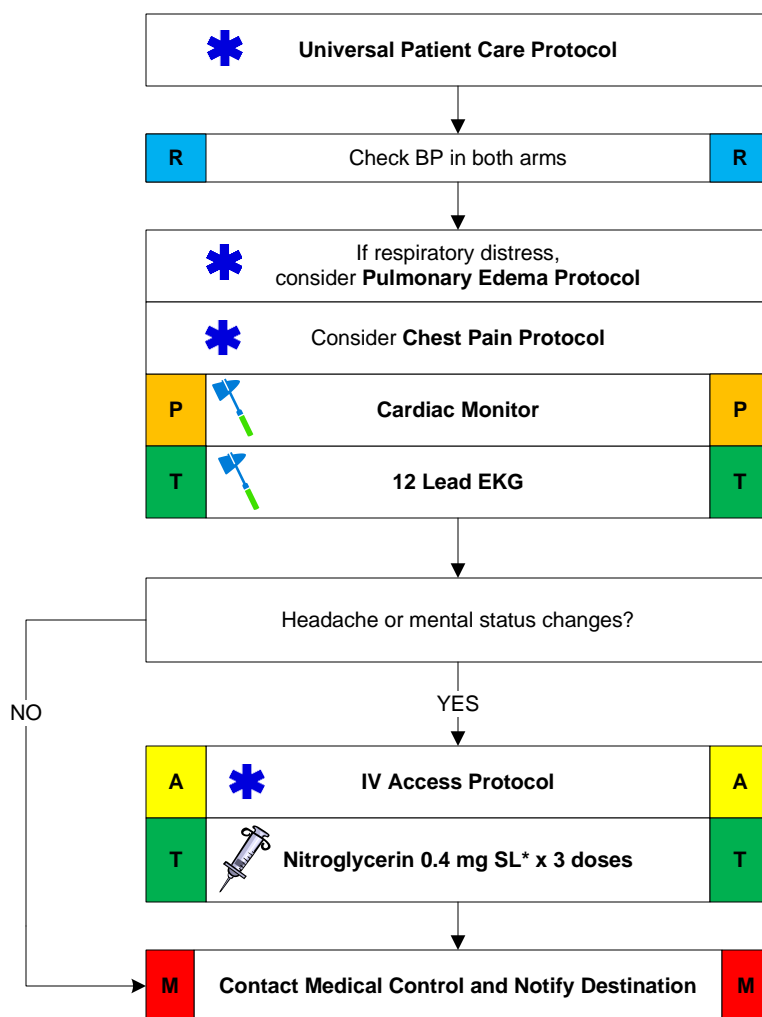 Universal Patient Care Protocol
R Check BP in both arms R
If respiratory distress,
consider Pulmonary Edema Protocol
Consider Chest Pain Protocol
P Cardiac Monitor P
T 12 Lead EKG T
Headache or mental status changes?
NO
YES
A IV Access Protocol A
T Nitroglycerin 0.4 mg SL* x 3 doses T
M Contact Medical Control and Notify Destination M